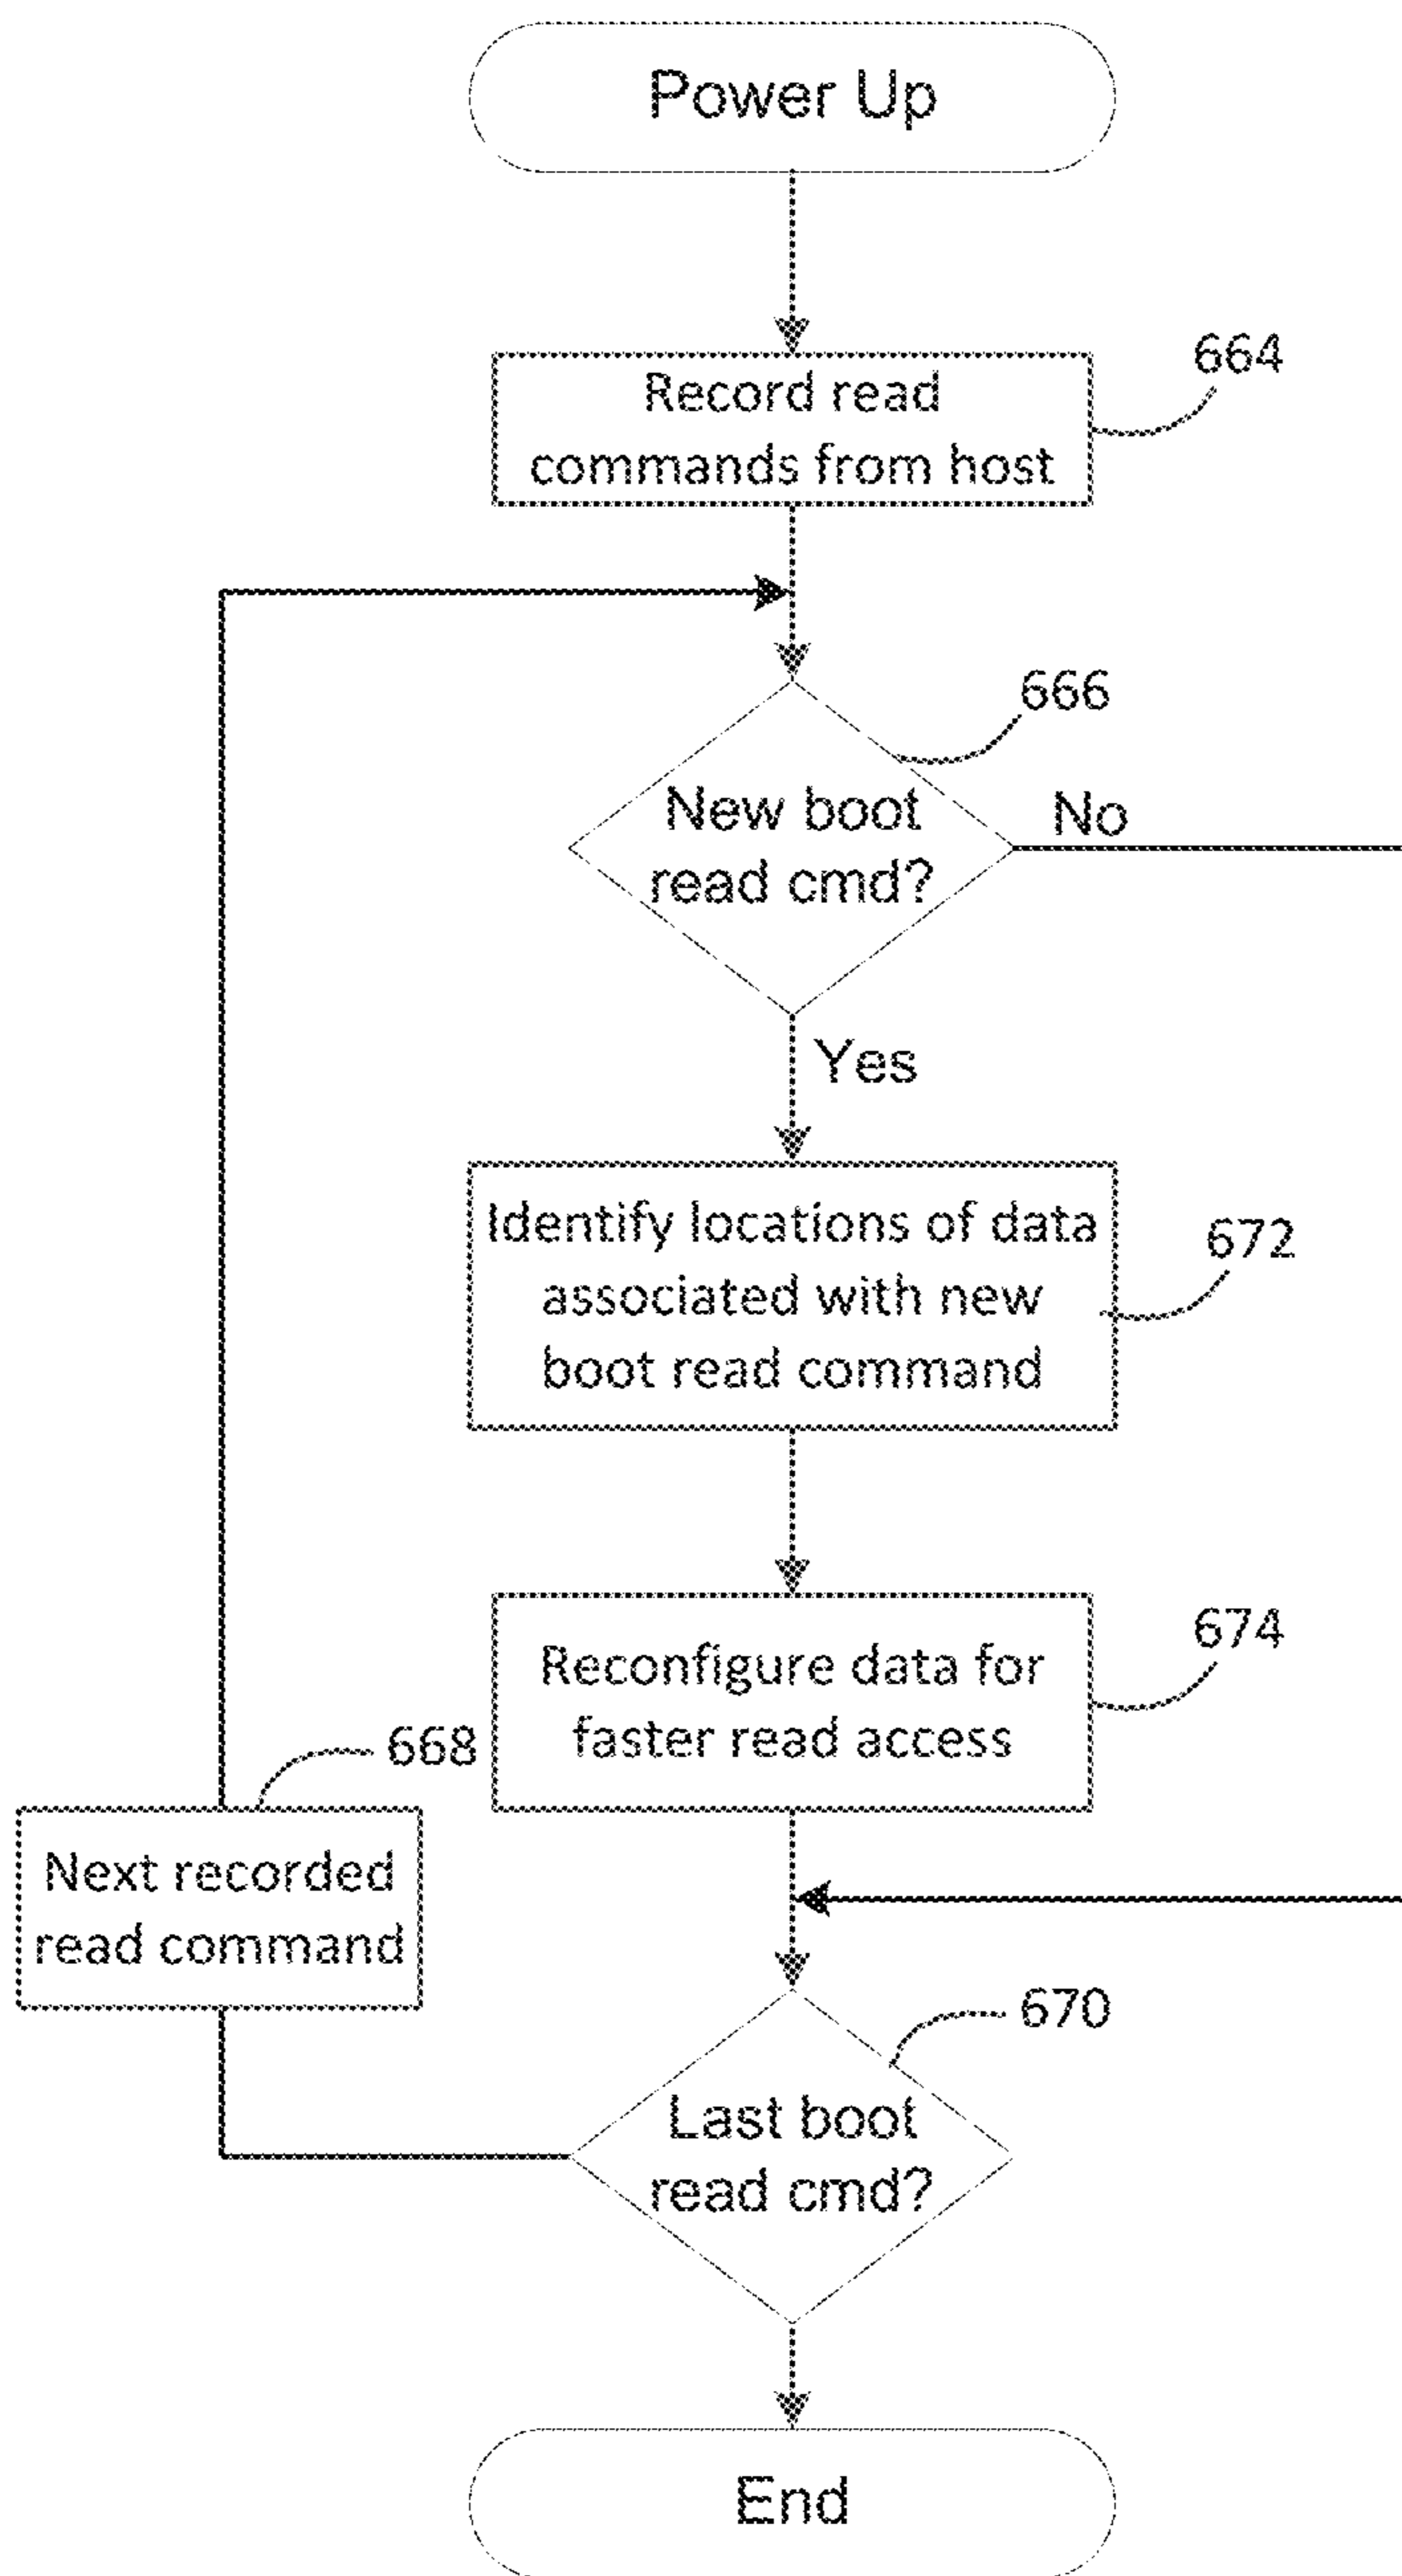 Power Up
Record read
commands from host
664
666
New boot
read cmd?
No
Yes
Identify locations of data
associated with new
boot read command
672
Reconfigure data for
faster read access
674
668
Next recorded
read command
670
Last boot
read cmd?
End